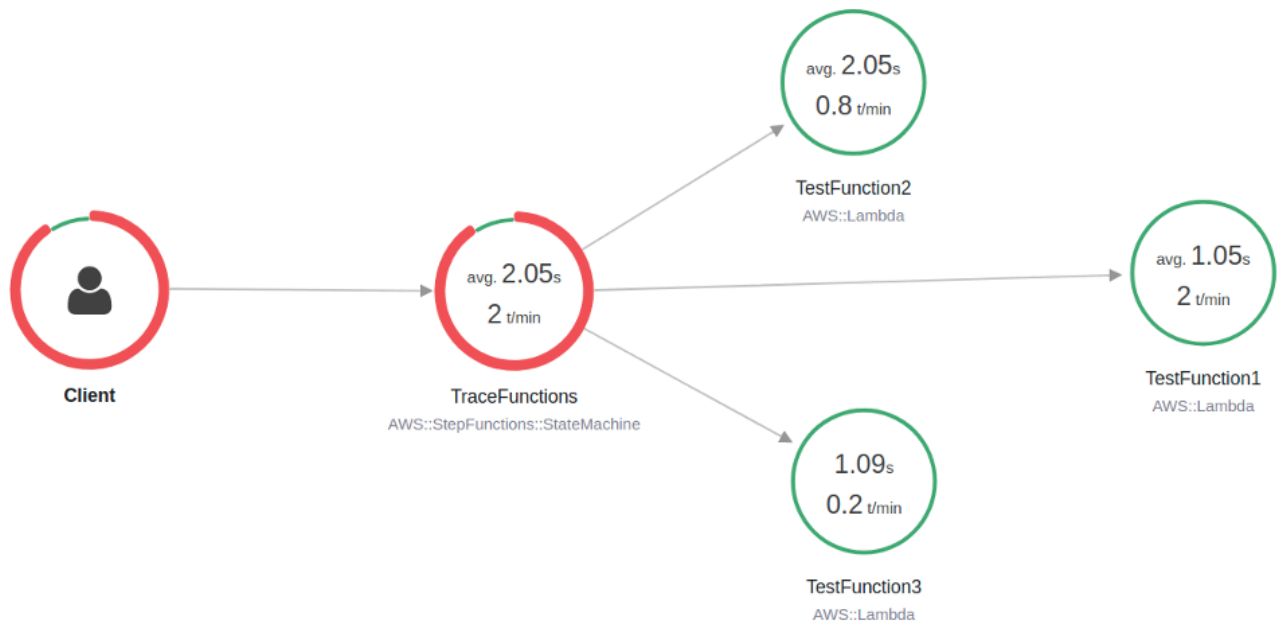 avg. 2.05s
0.8 t/min
TestFunction2
AWS::Lambda
Client
avg. 2.05s
2 t/min
TraceFunctions
AWS::StepFunctions::StateMachine
avg. 1.05s
2 t/min
TestFunction1
AWS::Lambda
1.09s
0.2 t/min
TestFunction3
AWS::Lambda